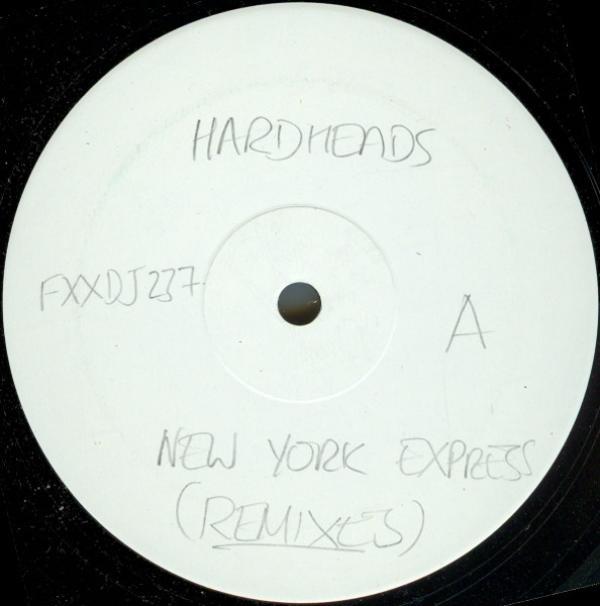 HARDHEADS
FXXDJ237
A
NEW YORK EXPRESS
(REMIXES)